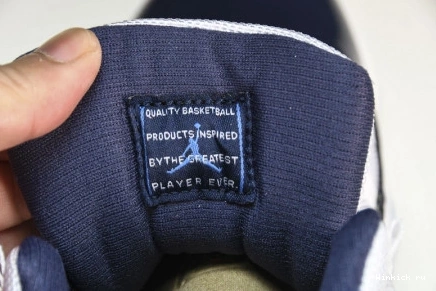 QUALITY BASKETBALL
PRODUCTS INSPIRED
BY THE GREATEST
PLAYER EVER.